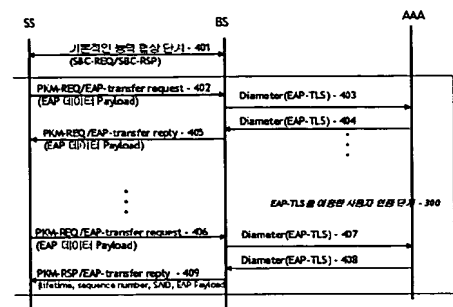 SS BS AAA
기본적인 능력 협상 단계 - 401
(SBC-REQ/SBC-RSP)
PKM-REQ/EAP-transfer request - 402
(EAP 데이터 Payload)
Diameter(EAP-TLS) - 403
Diameter(EAP-TLS) - 404
PKM-REQ/EAP-transfer reply - 405
(EAP 데이터 Payload)
EAP-TLS를 이용한 사용자 인증 단계 - 300
PKM-REQ/EAP-transfer request - 406
(EAP 데이터 Payload)
Diameter(EAP-TLS) - 407
Diameter(EAP-TLS) - 408
PKM-RSP/EAP-transfer reply - 409
(Lifetime, sequence number, SAID, EAP Payload)